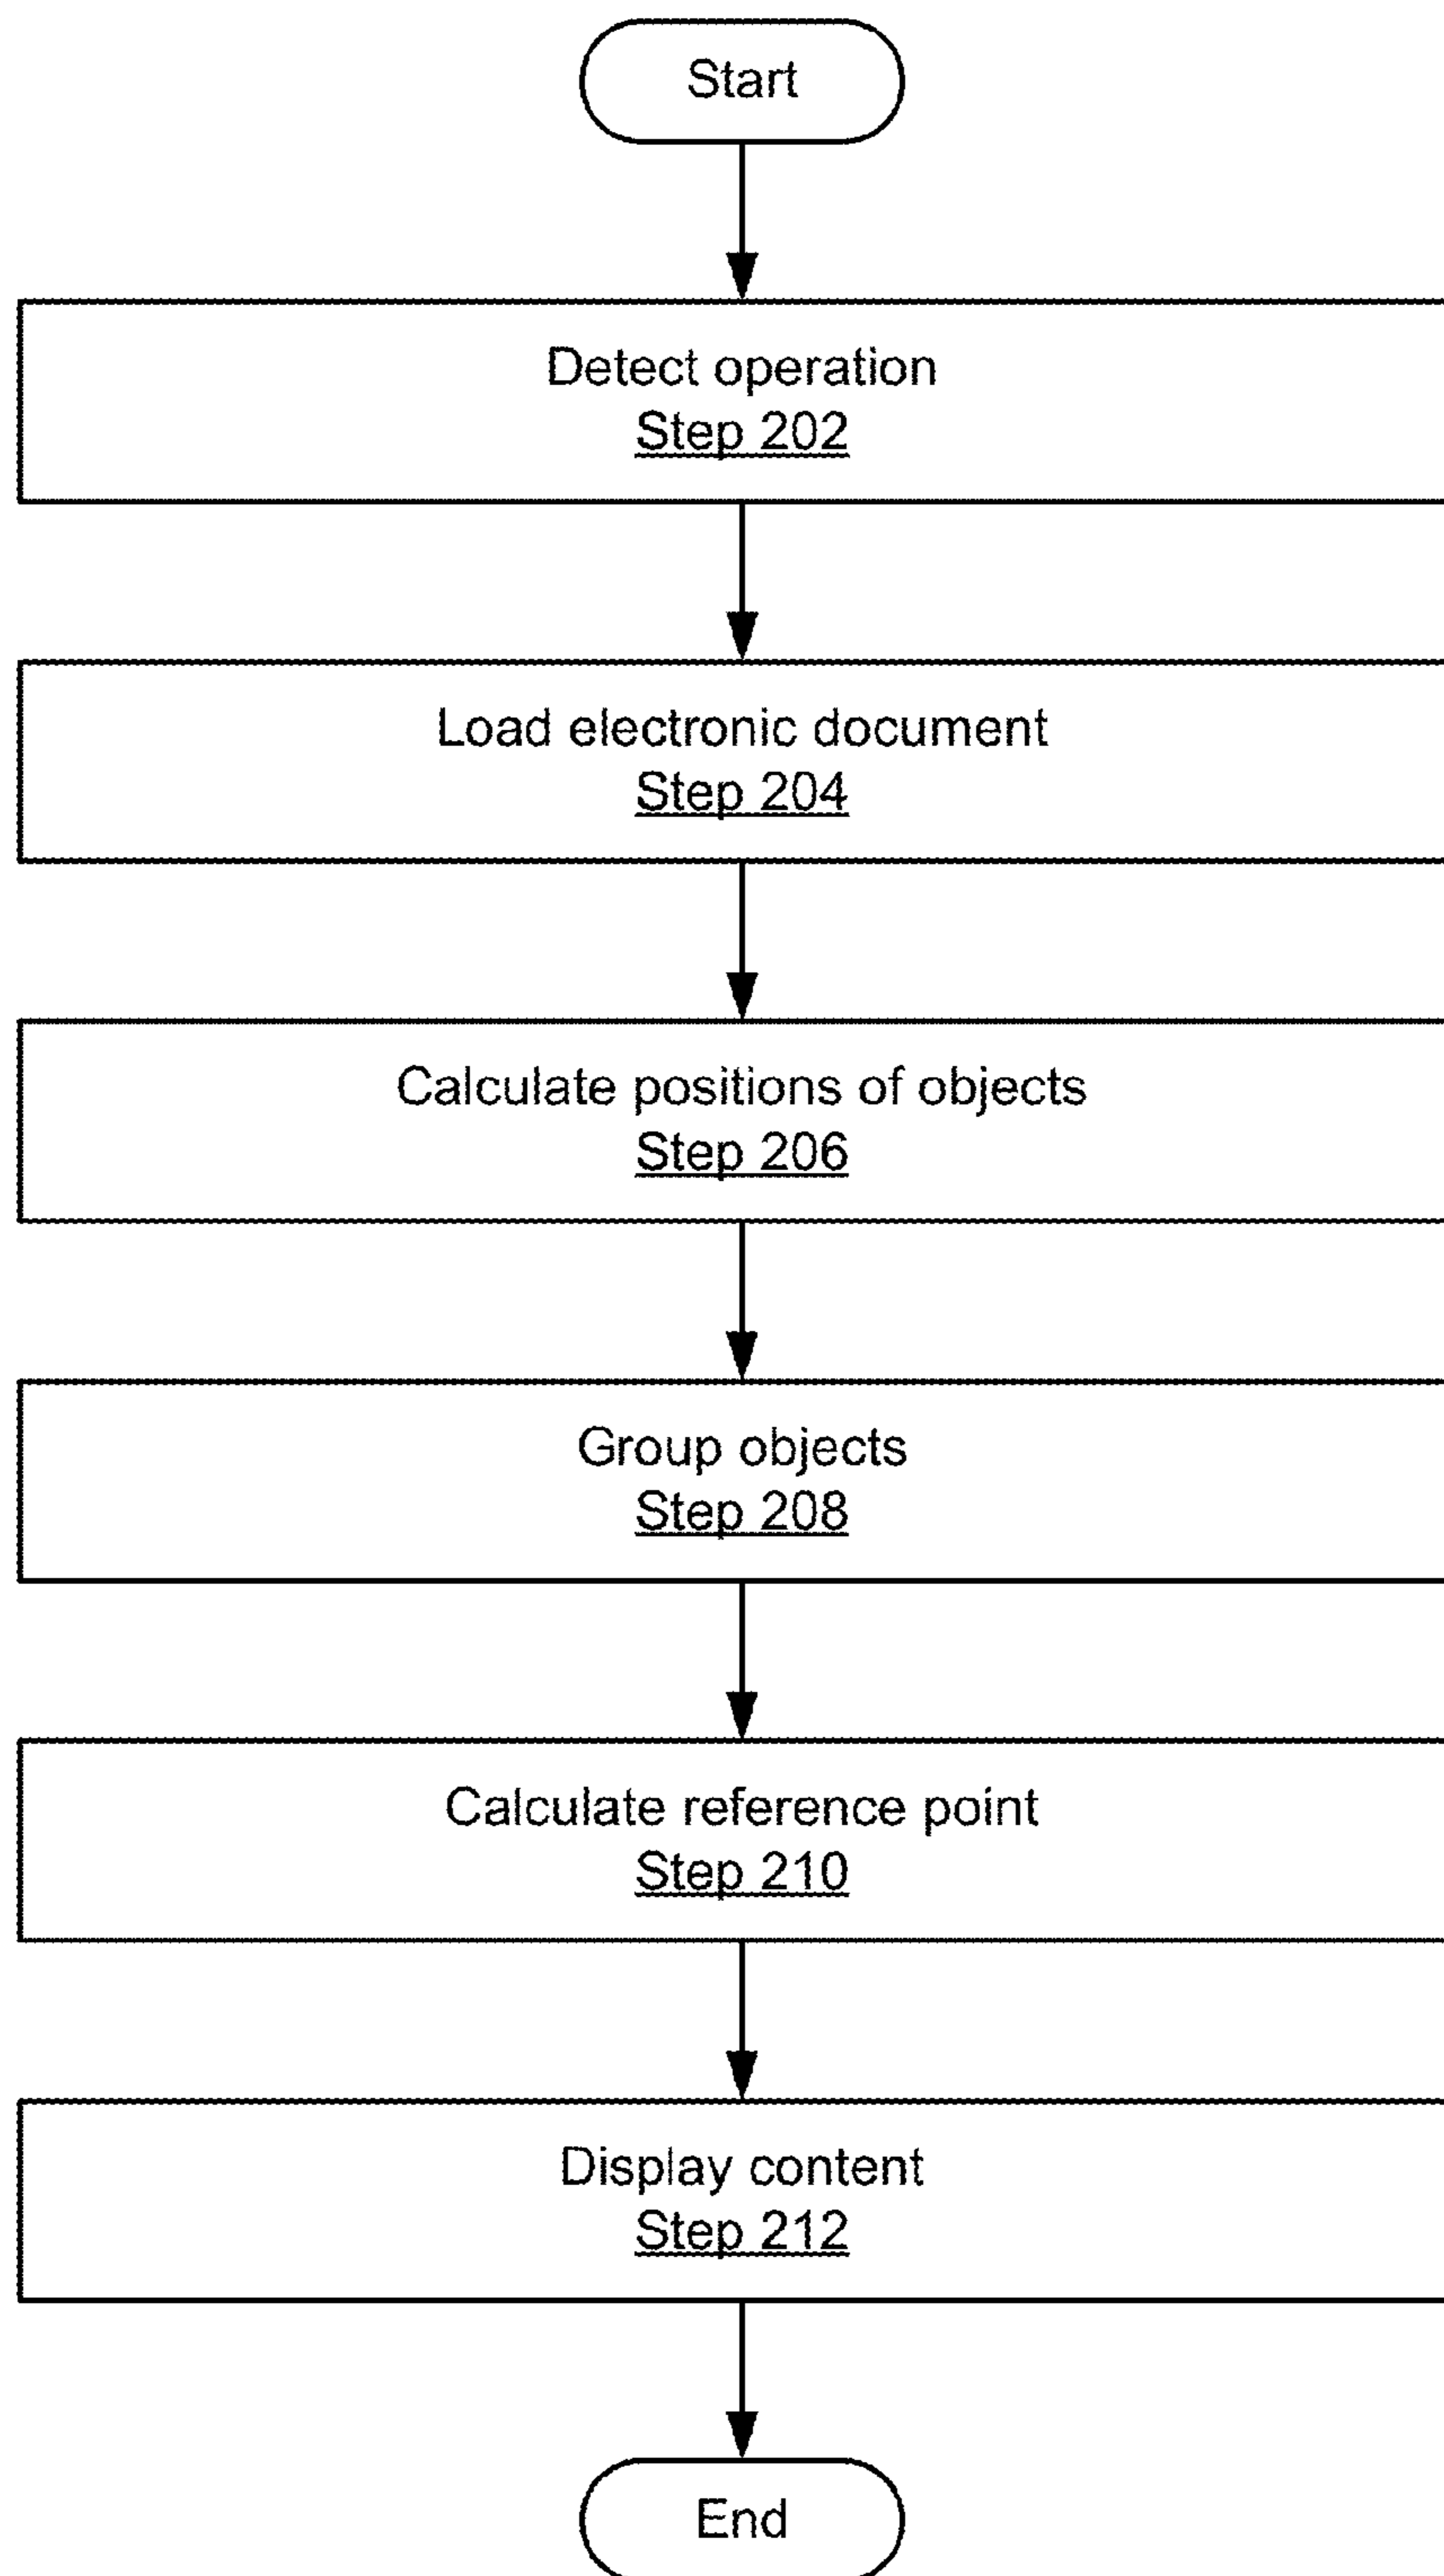 Start
Detect operation
Step 202
Load electronic document
Step 204
Calculate positions of objects
Step 206
Group objects
Step 208
Calculate reference point
Step 210
Display content
Step 212
End